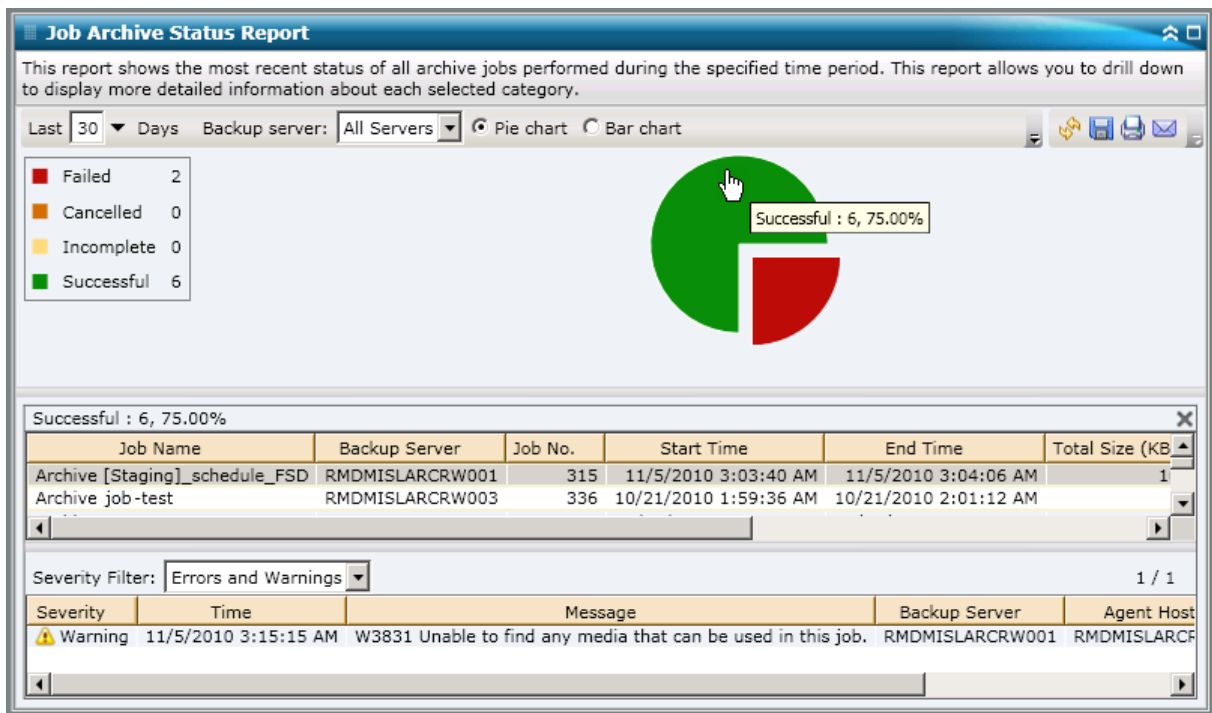 Job Archive Status Report
This report shows the most recent status of all archive jobs performed during the specified time period. This report allows you to drill down
to display more detailed information about each selected category.
Last 30 Days Backup server: All Servers Pie chart Bar chart
Failed 2
Cancelled 0
Incomplete 0
Successful 6
Successful : 6, 75.00%
Successful : 6, 75.00%
Job Name Backup Server Job No. Start Time End Time Total Size (KB
Archive [Staging]_schedule_FSD RMDMISLARCRW001 315 11/5/2010 3:03:40 AM 11/5/2010 3:04:06 AM 1
Archive job-test RMDMISLARCRW003 336 10/21/2010 1:59:36 AM 10/21/2010 2:01:12 AM
Severity Filter: Errors and Warnings 1 / 1
Severity Time Message Backup Server Agent Host
Warning 11/5/2010 3:15:15 AM W3831 Unable to find any media that can be used in this job. RMDMISLARCRW001 RMDMISLARCR